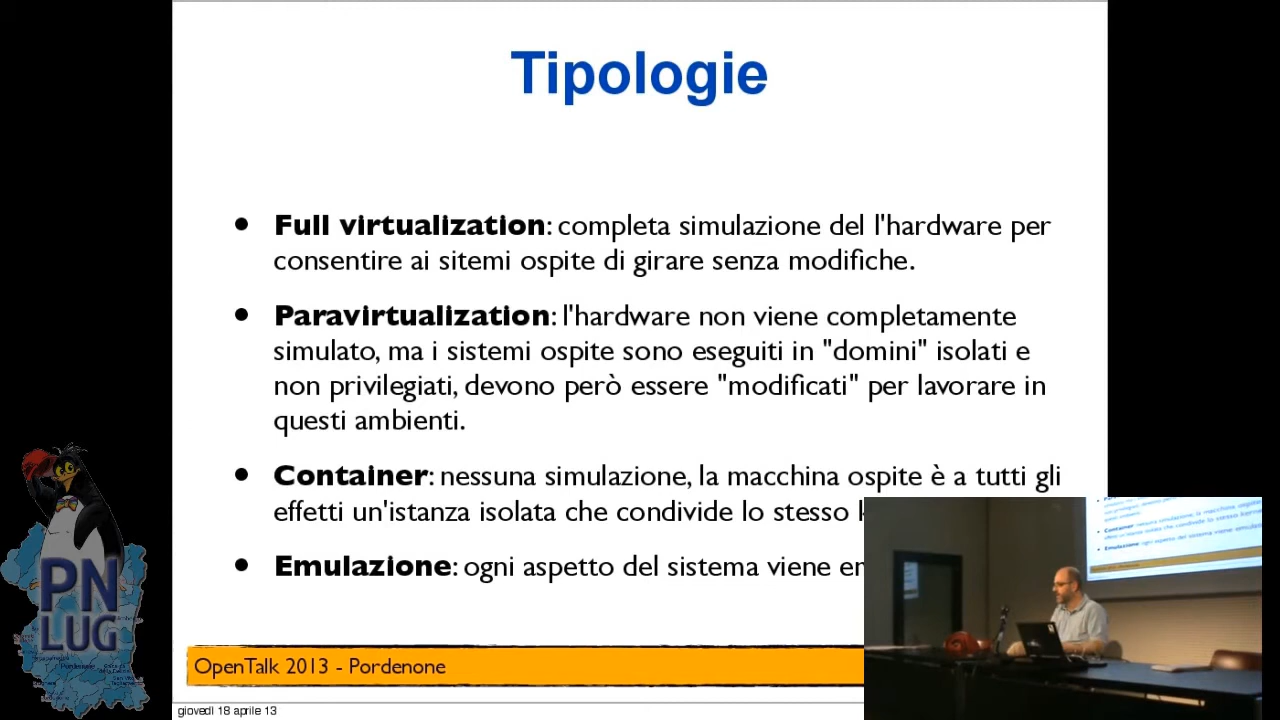 Tipologie
• Full virtualization: completa simulazione del l'hardware per
consentire ai sitemi ospite di girare senza modifiche.
• Paravirtualization: l'hardware non viene completamente
simulato, ma i sistemi ospite sono eseguiti in "domini" isolati e
non privilegiati, devono però essere "modificati" per lavorare in
questi ambienti.
• Container: nessuna simulazione, la macchina ospite è a tutti gli
effetti un'istanza isolata che condivide lo stesso
• Emulazione: ogni aspetto del sistema viene
OpenTalk 2013 - Pordenone
giovedì 18 aprile 13
PN
LUG